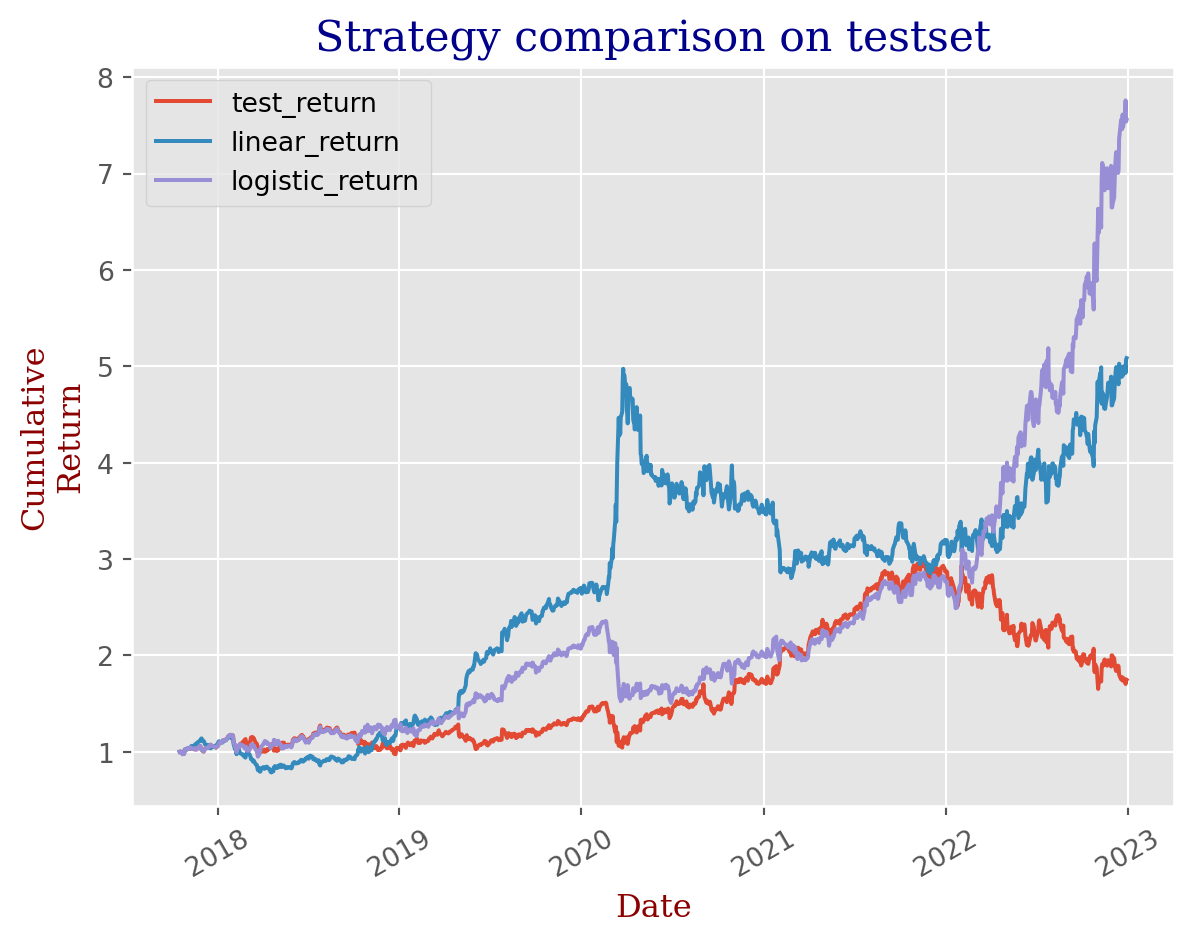 Strategy comparison on testset
test_return
linear_return
logistic_return
8
7
6
5
4
3
2
1
Cumulative
Return
2018
2019
2020
2021
2022
2023
Date